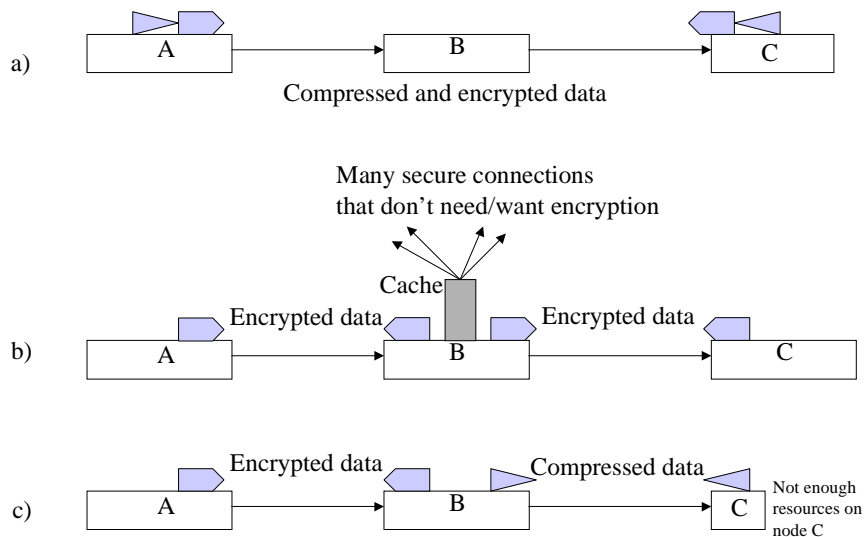 A
B
C
a)
Compressed and encrypted data
Many secure connections
that don't need/want encryption
Cache
Encrypted data
Encrypted data
b)
A
B
C
Encrypted data
Compressed data
c)
A
B
C
Not enough
resources on
node C